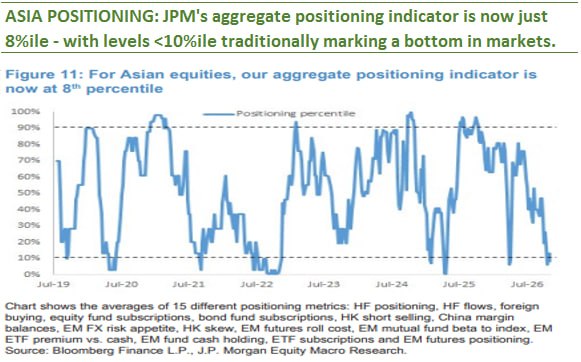 ASIA POSITIONING: JPM's aggregate positioning indicator is now just
8%ile - with levels <10%ile traditionally marking a bottom in markets.
Figure 11: For Asian equities, our aggregate positioning indicator is
now at 8th percentile
100%
90%
80%
70%
60%
50%
40%
30%
20%
10%
0%
Positioning percentile
Jul-19
Jul-20
Jul-21
Jul-22
Jul-23
Jul-24
Jun-25
Jun-26
Chart shows the averages of 15 different positioning metrics: HF positioning, HF flows, foreign
buying, equity fund subscriptions, bond fund subscriptions, HK short selling, China margin
balances, EM FX risk appetite, HK skew, EM futures roll cost, EM mutual fund beta to index, EM
ETF premium vs. cash, EM fund cash holding, ETF subscriptions and EM futures positioning.
Source: Bloomberg Finance L.P., J.P. Morgan Equity Macro Research.